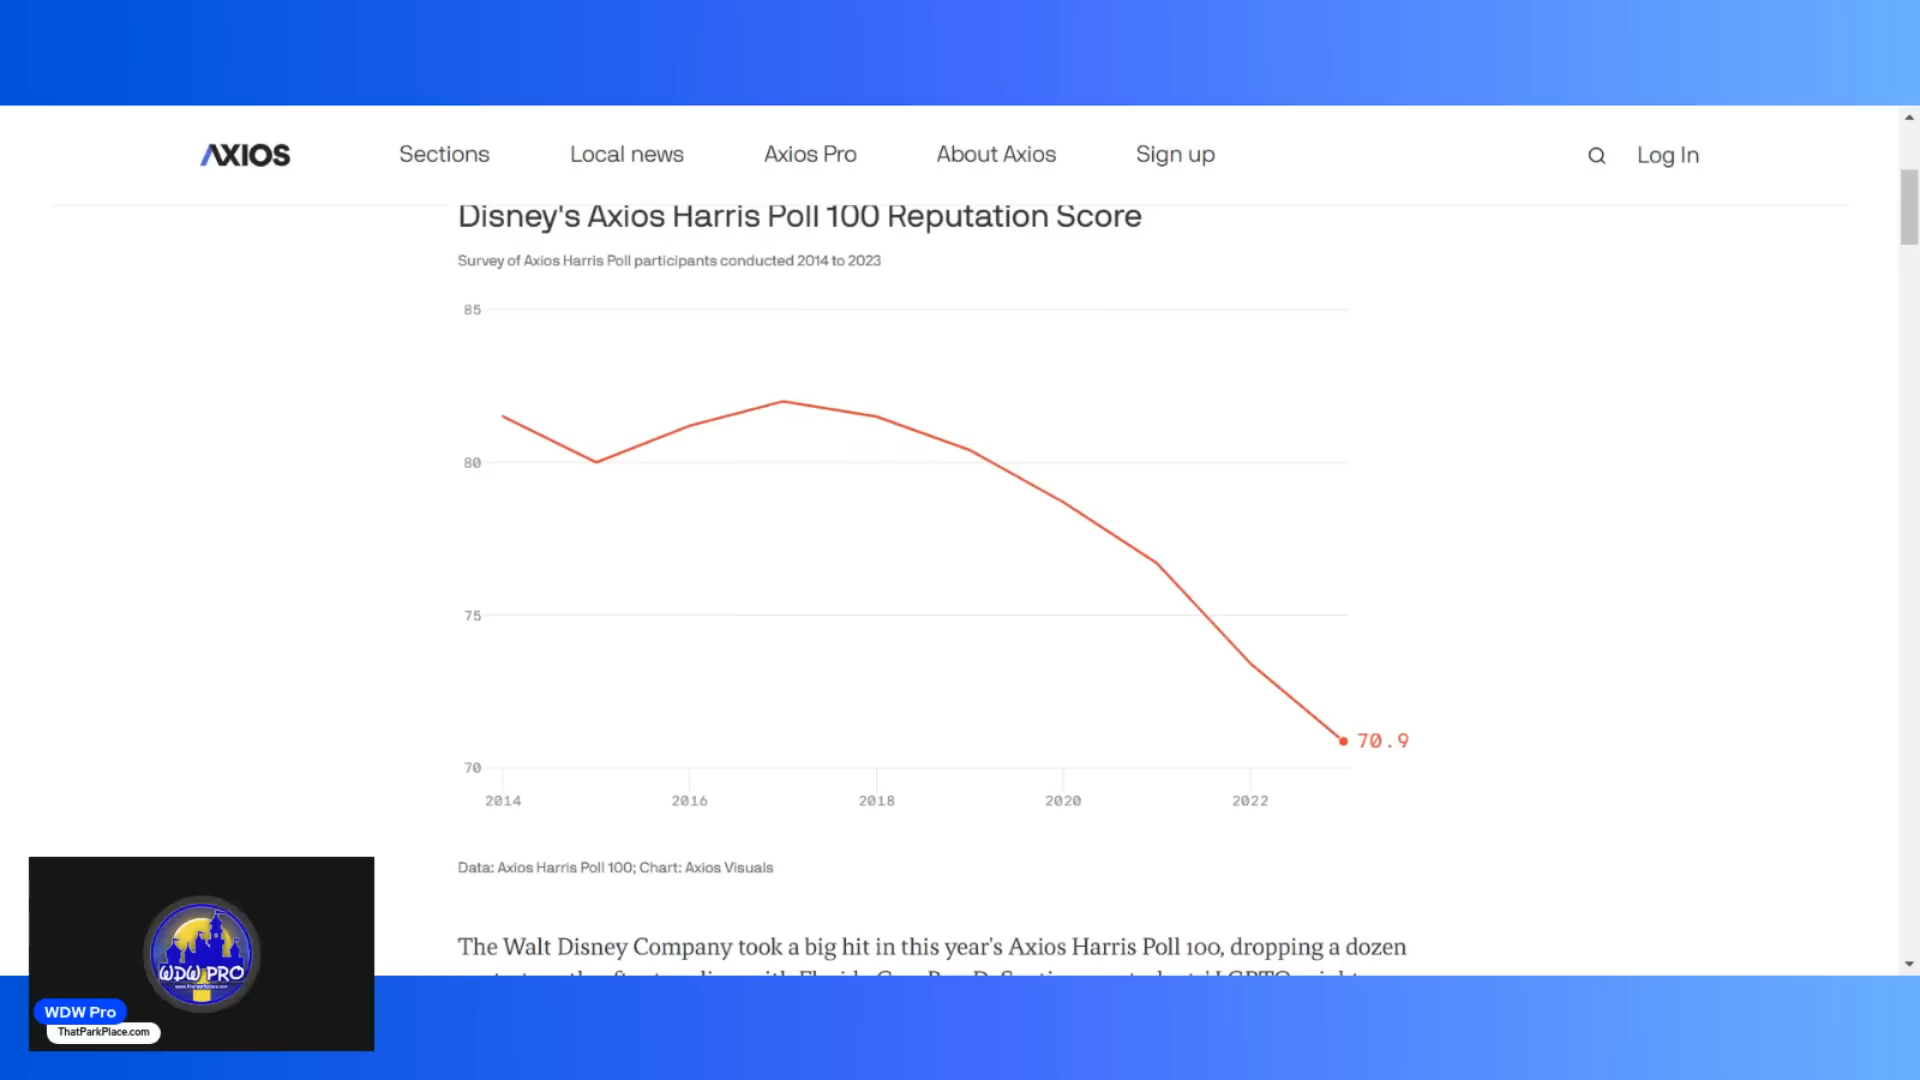 AXIOS
Sections
Local news
Axios Pro
About Axios
Sign up
Log In
Disney's Axios Harris Poll 100 Reputation Score
Survey of Axios Harris Poll participants conducted 2014 to 2023
85
80
75
70
70.9
2014
2016
2018
2020
2022
Data: Axios Harris Poll 100; Chart: Axios Visuals
The Walt Disney Company took a big hit in this year's Axios Harris Poll 100, dropping a dozen
WDW PRO
WDW Pro
ThatParkPlace.com